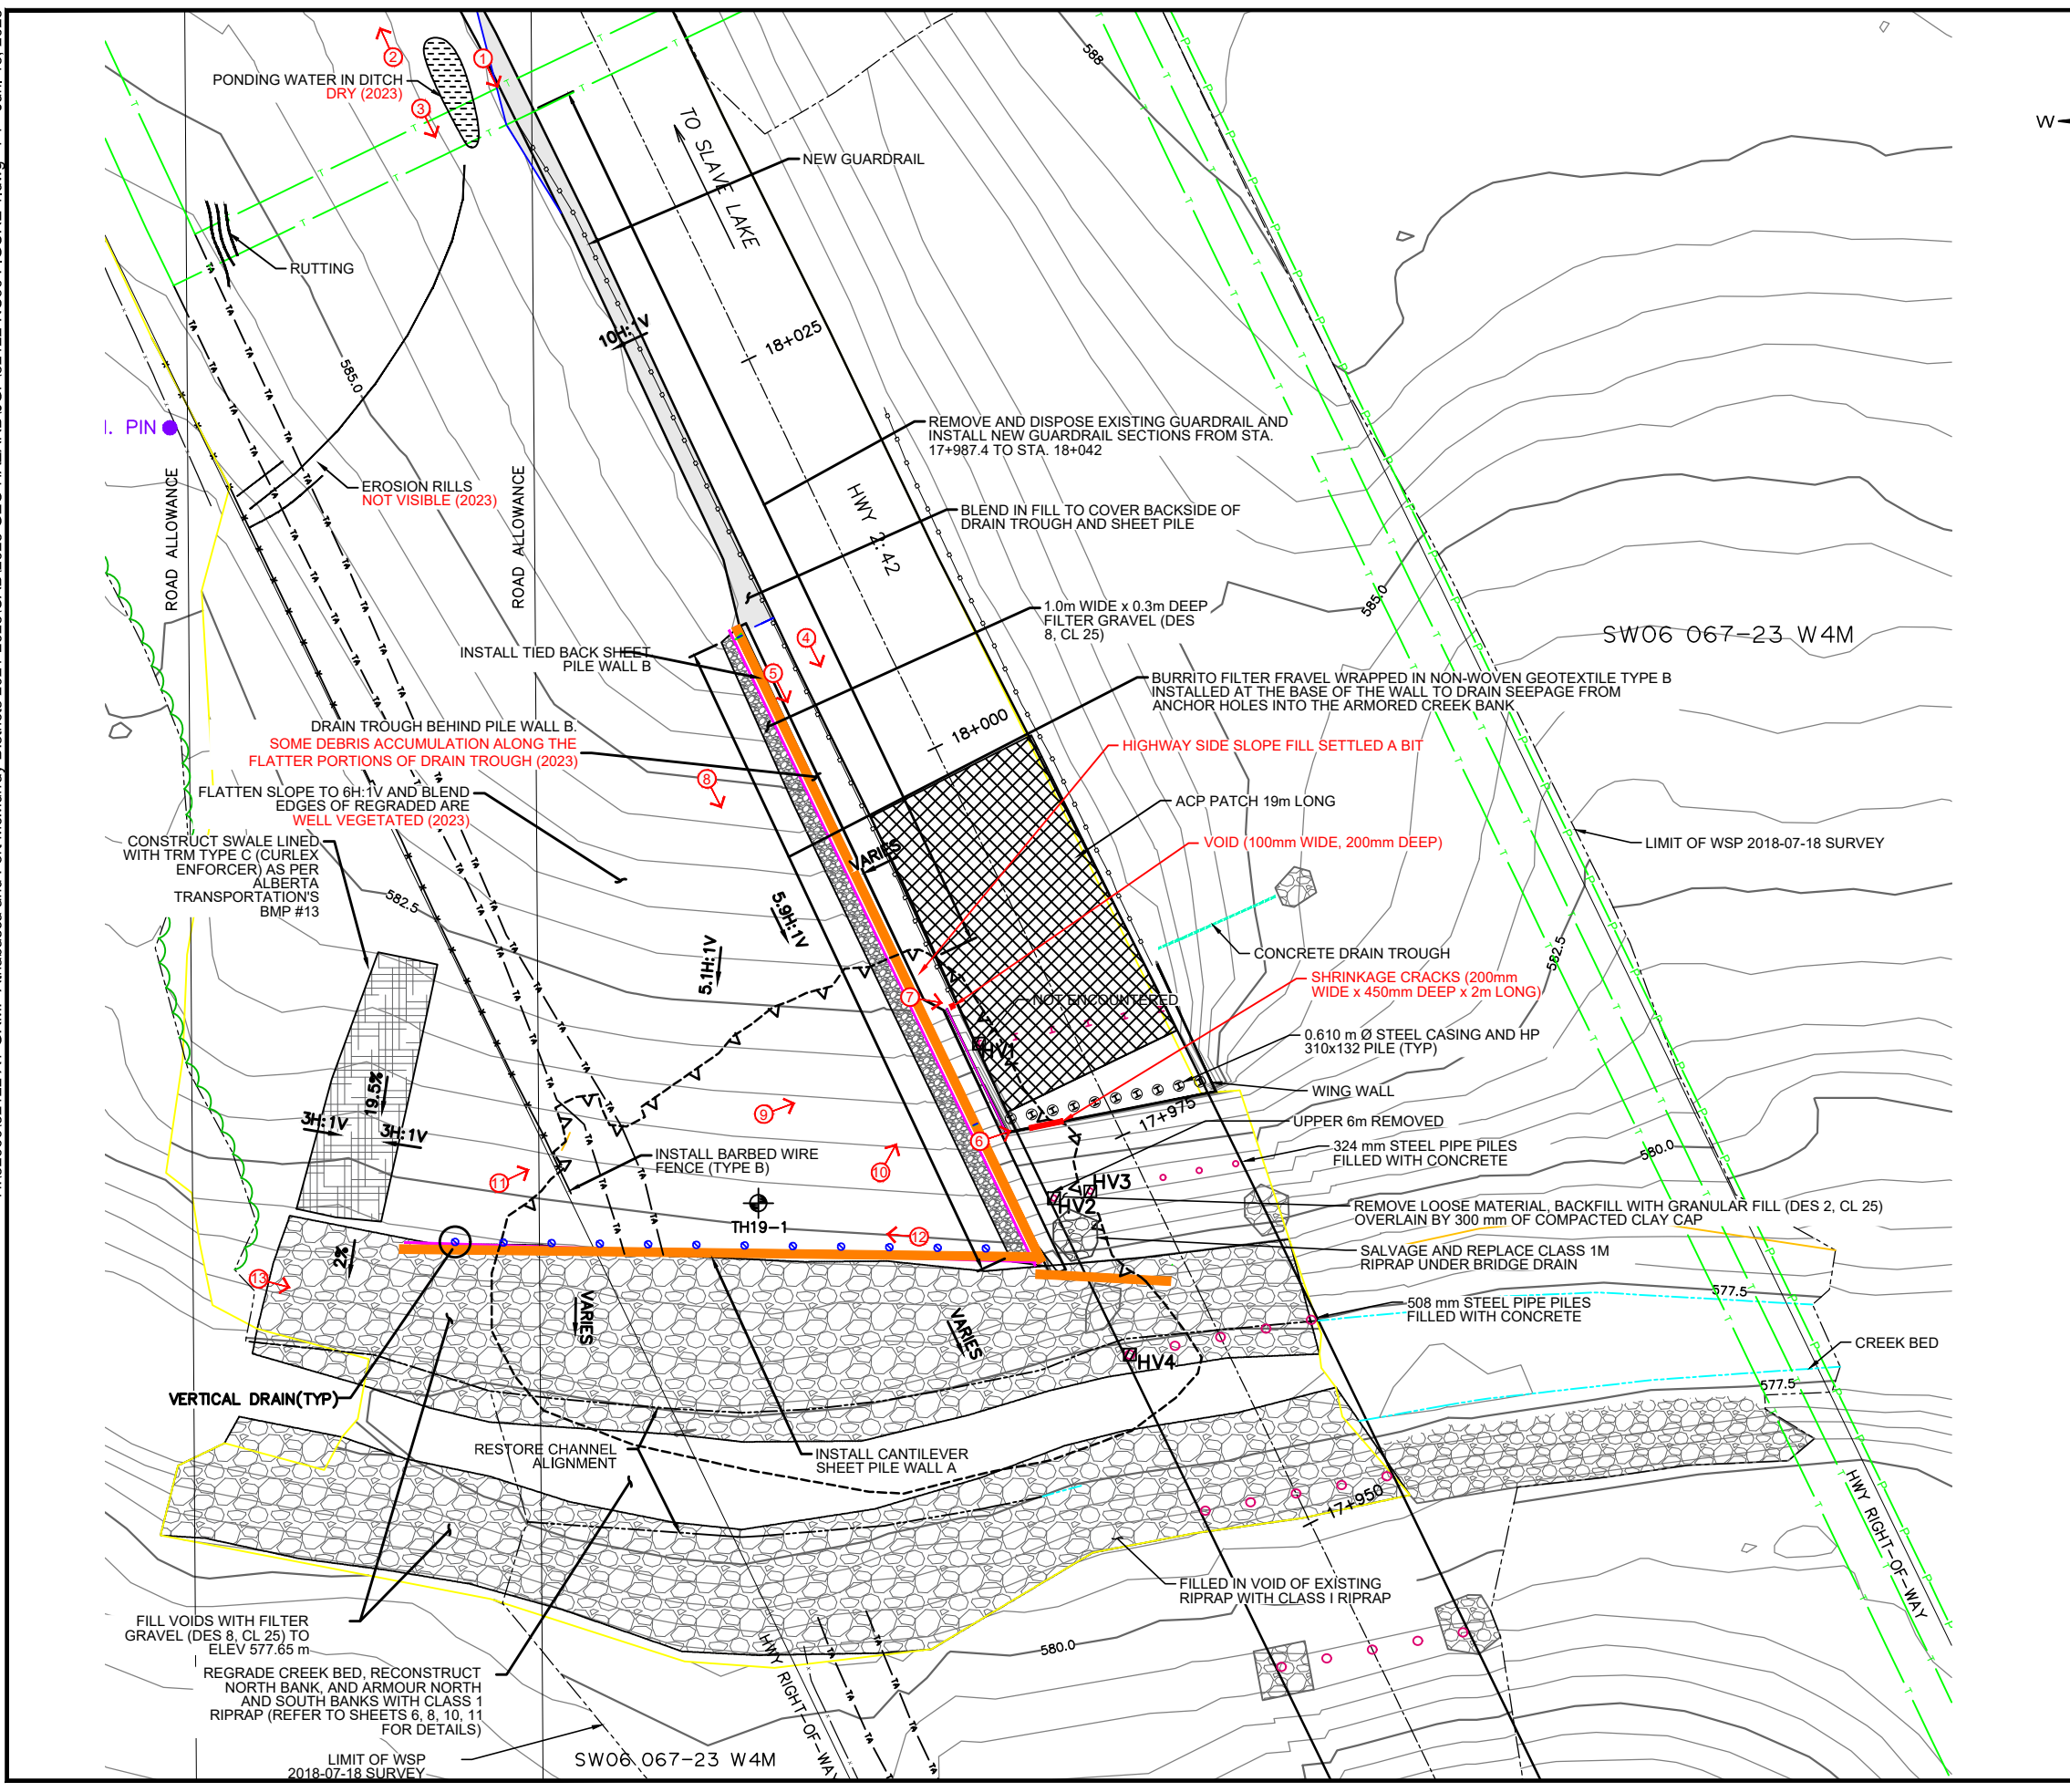 W
588
2
1
PONDING WATER IN DITCH
DRY (2023)
3
TO SLAVE LAKE
NEW GUARDRAIL
RUTTING
10H:1V
18+025
585.0
PIN
ROAD ALLOWANCE
ROAD ALLOWANCE
EROSION RILLS
NOT VISIBLE (2023)
REMOVE AND DISPOSE EXISTING GUARDRAIL AND
INSTALL NEW GUARDRAIL SECTIONS FROM STA.
17+987.4 TO STA. 18+042
HWY 2:42
BLEND IN FILL TO COVER BACKSIDE OF
DRAIN TROUGH AND SHEET PILE
585.0
1.0m WIDE x 0.3m DEEP
FILTER GRAVEL (DES
8, CL 25)
SW06 067-23 W4M
4
5
INSTALL TIED BACK SHEET
PILE WALL B
BURRITO FILTER FRAVEL WRAPPED IN NON-WOVEN GEOTEXTILE TYPE B
INSTALLED AT THE BASE OF THE WALL TO DRAIN SEEPAGE FROM
ANCHOR HOLES INTO THE ARMORED CREEK BANK
DRAIN TROUGH BEHIND PILE WALL B.
SOME DEBRIS ACCUMULATION ALONG THE
FLATTER PORTIONS OF DRAIN TROUGH (2023)
18+000
HIGHWAY SIDE SLOPE FILL SETTLED A BIT
8
FLATTEN SLOPE TO 6H:1V AND BLEND
EDGES OF REGRADED ARE
WELL VEGETATED (2023)
ACP PATCH 19m LONG
CONSTRUCT SWALE LINED
WITH TRM TYPE C (CURLEX
ENFORCER) AS PER
ALBERTA
TRANSPORTATION'S
BMP #13
VARIES
VOID (100mm WIDE, 200mm DEEP)
LIMIT OF WSP 2018-07-18 SURVEY
582.5
5.9H:1V
5.1H:1V
582.5
CONCRETE DRAIN TROUGH
SHRINKAGE CRACKS (200mm
WIDE x 450mm DEEP x 2m LONG)
7
NOT ENCOUNTERED
HV1
0.610 m Ø STEEL CASING AND HP
310x132 PILE (TYP)
WING WALL
19.5%
3H:1V
3H:1V
9
17+975
UPPER 6m REMOVED
6
324 mm STEEL PIPE PILES
FILLED WITH CONCRETE
580.0
INSTALL BARBED WIRE
FENCE (TYPE B)
10
11
HV3
HV2
REMOVE LOOSE MATERIAL, BACKFILL WITH GRANULAR FILL (DES 2, CL 25)
OVERLAIN BY 300 mm OF COMPACTED CLAY CAP
TH19-1
12
SALVAGE AND REPLACE CLASS 1M
RIPRAP UNDER BRIDGE DRAIN
2%
13
577.5
508 mm STEEL PIPE PILES
FILLED WITH CONCRETE
VARIES
VARIES
CREEK BED
HV4
577.5
VERTICAL DRAIN(TYP)
RESTORE CHANNEL
ALIGNMENT
INSTALL CANTILEVER
SHEET PILE WALL A
17+950
HWY RIGHT-OF-WAY
FILLED IN VOID OF EXISTING
RIPRAP WITH CLASS I RIPRAP
FILL VOIDS WITH FILTER
GRAVEL (DES 8, CL 25) TO
ELEV 577.65 m
580.0
HWY RIGHT-OF-WAY
REGRADE CREEK BED, RECONSTRUCT
NORTH BANK, AND ARMOUR NORTH
AND SOUTH BANKS WITH CLASS 1
RIPRAP (REFER TO SHEETS 6, 8, 10, 11
FOR DETAILS)
LIMIT OF WSP
2018-07-18 SURVEY
SW06 067-23 W4M